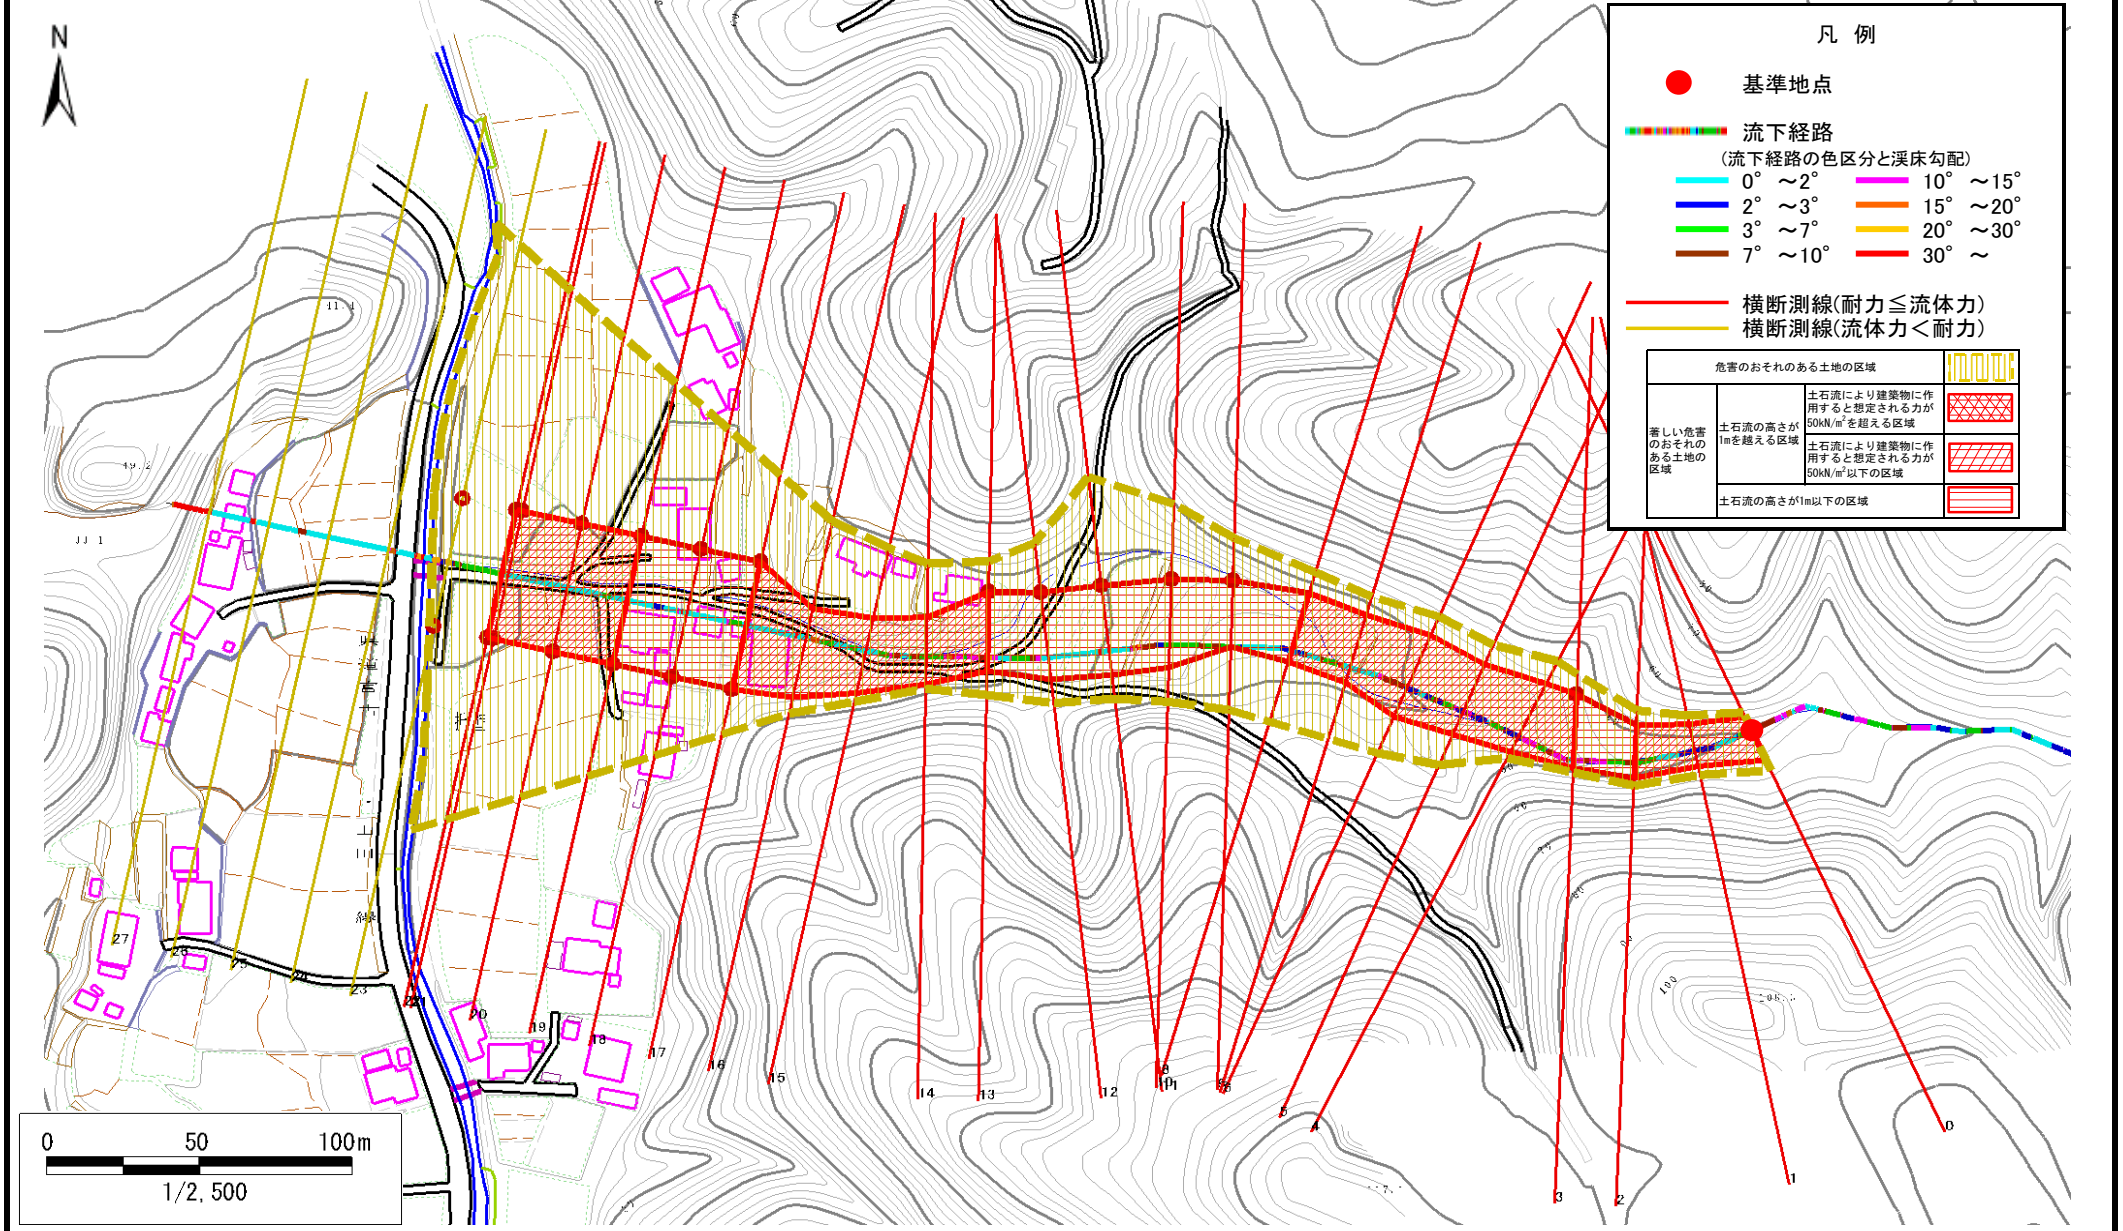 N
凡 例
基準地点
流下経路
(流下経路の色区分と渓床勾配)
0° ～2°
10° ～15°
2° ～3°
15° ～20°
3° ～7°
20° ～30°
7° ～10°
30° ～
横断測線(耐力≦流体力)
横断測線(流体力＜耐力)
危害のおそれのある土地の区域
著しい危害
のおそれの
ある土地の
区域
土石流の高さが
1mを越える区域
土石流により建築物に作
用すると想定される力が
50kN/m²を超える区域
土石流により建築物に作
用すると想定される力が
50kN/m²以下の区域
土石流の高さが1m以下の区域
49.2
27
26
25
24
23
21
20
19
18
17
16
15
14
13
12
11
5
4
3
2
1
0
100
0 50 100m
1/2,500